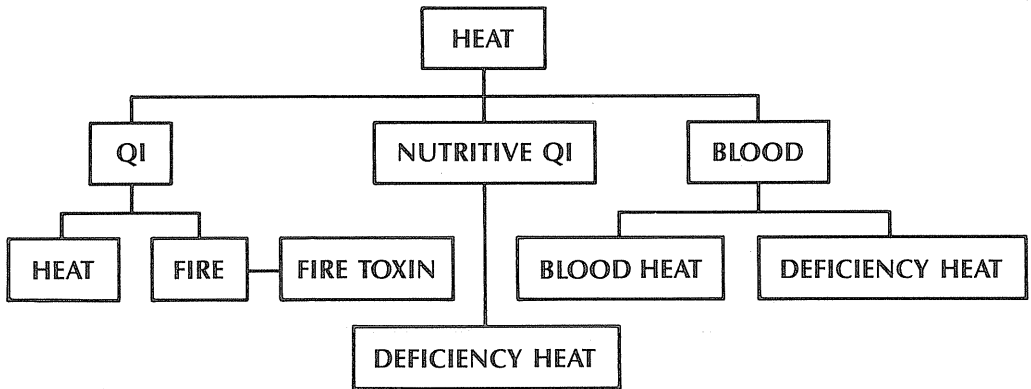 HEAT
QI
NUTRITIVE QI
BLOOD
HEAT
FIRE
FIRE TOXIN
BLOOD HEAT
DEFICIENCY HEAT
DEFICIENCY HEAT